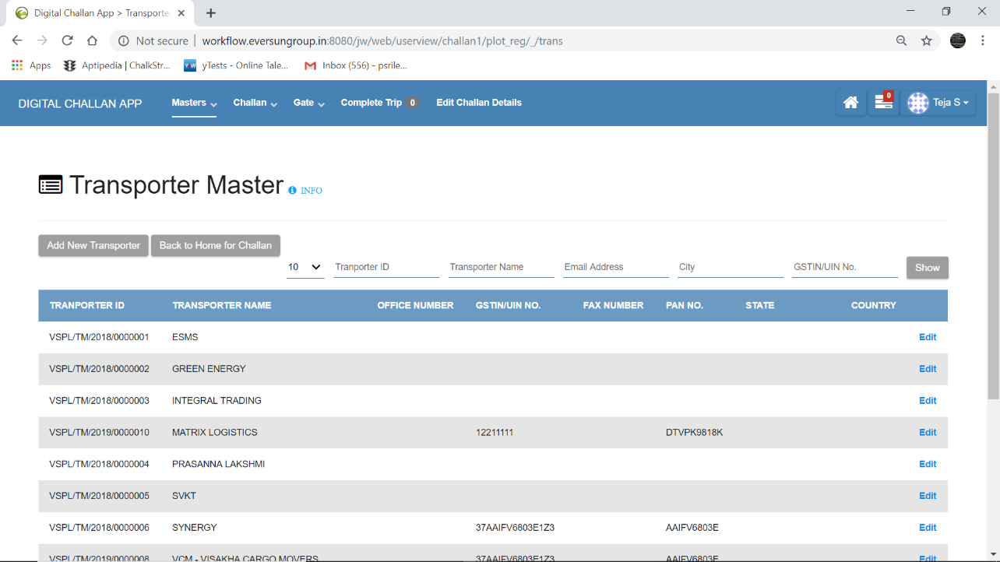 Digital Challan App > Transporte
Not secure | workflow.eversungroup.in:8080/jw/web/userview/challan1/plot_reg/_/trans
Apps Aptipedia | ChalkStr... YW yTests - Online Tale... Inbox (556) - psrile...
DIGITAL CHALLAN APP Masters Challan Gate Complete Trip 0 Edit Challan Details 0 Teja S
Transporter Master INFO
Add New Transporter Back to Home for Challan
10 Tranporter ID Transporter Name Email Address City GSTIN/UIN No. Show
TRANPORTER ID TRANSPORTER NAME OFFICE NUMBER GSTIN/UIN NO. FAX NUMBER PAN NO. STATE COUNTRY
VSPL/TM/2018/0000001 ESMS Edit
VSPL/TM/2018/0000002 GREEN ENERGY Edit
VSPL/TM/2018/0000003 INTEGRAL TRADING Edit
VSPL/TM/2019/0000010 MATRIX LOGISTICS 12211111 DTVPK9818K Edit
VSPL/TM/2018/0000004 PRASANNA LAKSHMI Edit
VSPL/TM/2018/0000005 SVKT Edit
VSPL/TM/2018/0000006 SYNERGY 37AAIFV6803E1Z3 AAIFV6803E Edit
VSPL/TM/2019/0000008 VCM - VISAKHA CARGO MOVERS 37AAIFV6803E1Z3 AAIFV6803E Edit